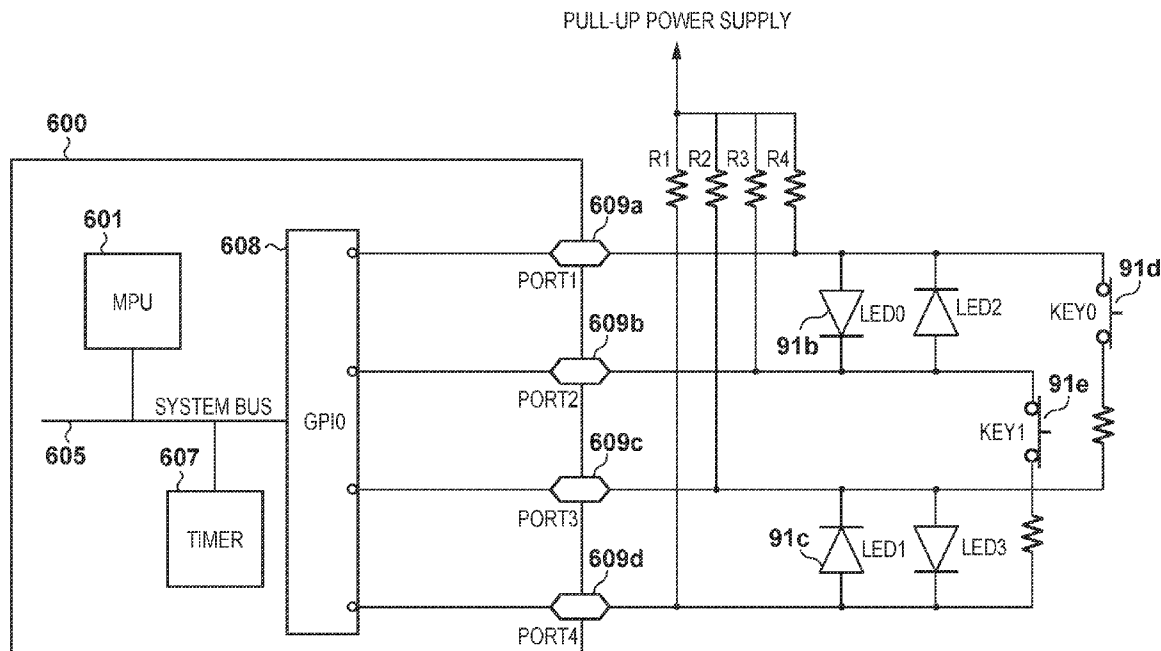 PULL-UP POWER SUPPLY
600
R1 R2 R3 R4
609a
601
608
PORT1
91d
MPU
LED0
LED2
KEY0
609b
91b
PORT2
91e
SYSTEM BUS
GPI0
KEY1
605
607
609c
PORT3
TIMER
91c
LED1
LED3
609d
PORT4